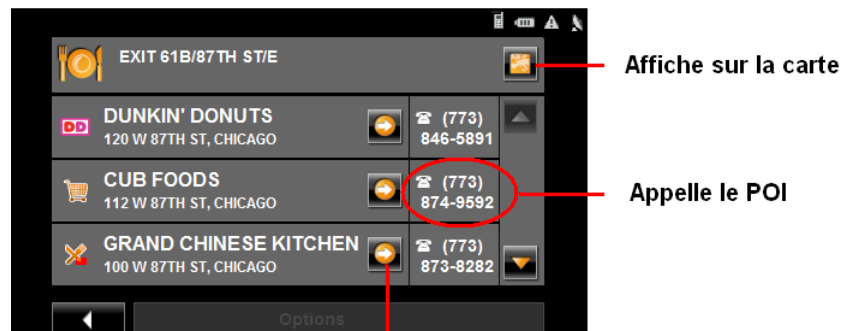 EXIT 61B/87TH ST/E
Affiche sur la carte
DD
DUNKIN' DONUTS
120 W 87TH ST, CHICAGO
☎ (773)
846-5891
CUB FOODS
112 W 87TH ST, CHICAGO
☎ (773)
874-9592
Appelle le POI
GRAND CHINESE KITCHEN
100 W 87TH ST, CHICAGO
☎ (773)
873-8282
Options